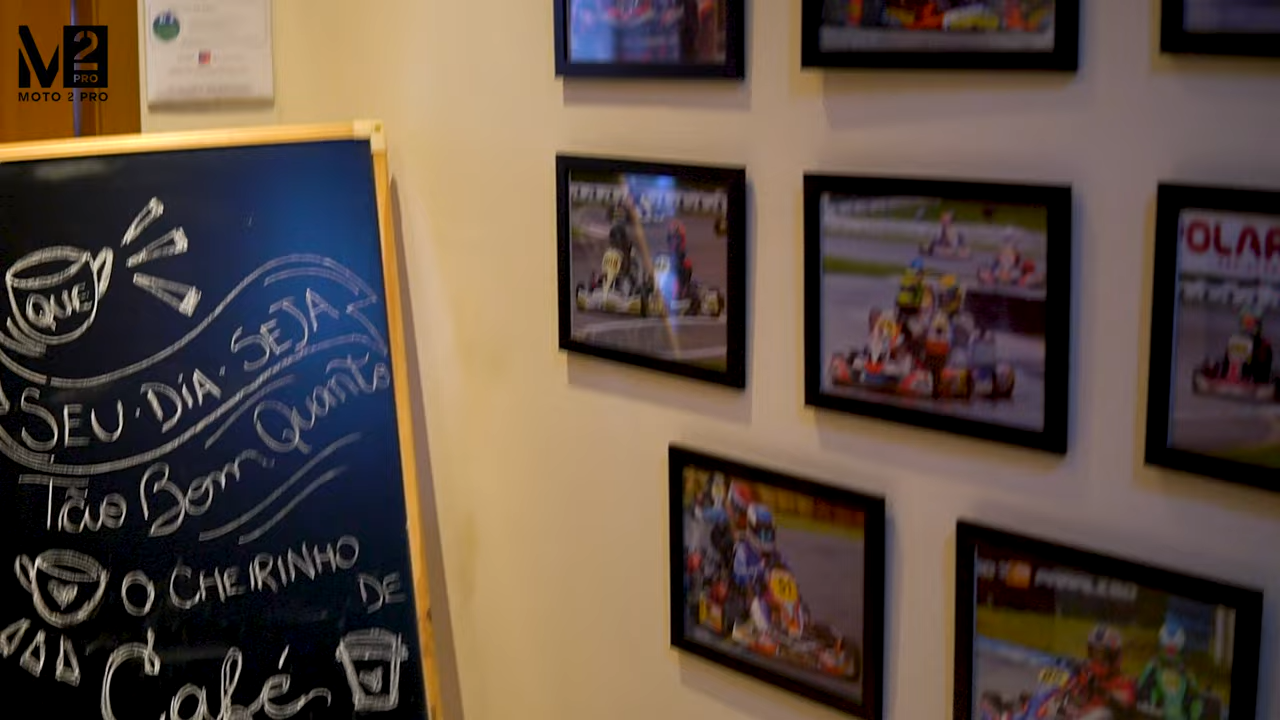 M2
PRO
MOTO 2 PRO
QUE
SEU · DIA · SEJA
Tão Bom Quanto
O CHEIRINHO
DE
Café
OLAR